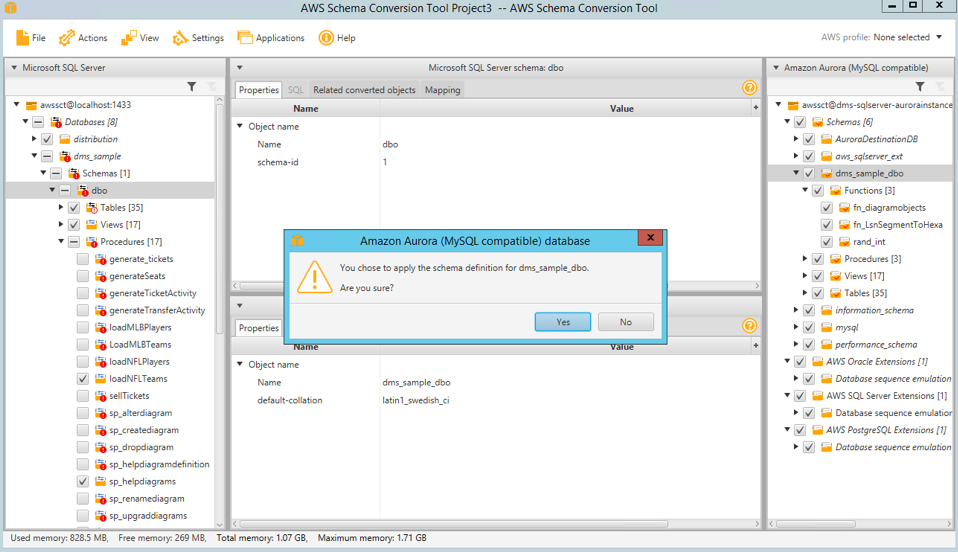 AWS Schema Conversion Tool Project3 -- AWS Schema Conversion Tool
File Actions View Settings Applications Help AWS profile: None selected
Microsoft SQL Server
awssct@localhost:1433
Databases [8]
distribution
dms_sample
Schemas [1]
dbo
Tables [35]
Views [17]
Procedures [17]
generate_tickets
generateSeats
generateTicketActivity
generateTransferActivity
loadMLBPlayers
LoadMLBTeams
loadNFLPlayers
loadNFLTeams
sellTickets
sp_alterdiagram
sp_creatediagram
sp_dropdiagram
sp_helpdiagramdefinition
sp_helpdiagrams
sp_renamediagram
sp_upgraddiagrams
Microsoft SQL Server schema: dbo
Properties SQL Related converted objects Mapping
Name Value
Object name
Name dbo
schema-id 1
Amazon Aurora (MySQL compatible) database
You chose to apply the schema definition for dms_sample_dbo.
Are you sure?
Yes No
Properties
Name Value
Object name
Name dms_sample_dbo
default-collation latin1_swedish_ci
Amazon Aurora (MySQL compatible)
awssct@dms-sqlserver-aurorainstance
Schemas [6]
AuroraDestinationDB
aws_sqlserver_ext
dms_sample_dbo
Functions [3]
fn_diagramobjects
fn_LsnSegmentToHexa
rand_int
Procedures [3]
Views [17]
Tables [35]
information_schema
mysql
performance_schema
AWS Oracle Extensions [1]
Database sequence emulation
AWS SQL Server Extensions [1]
Database sequence emulation
AWS PostgreSQL Extensions [1]
Database sequence emulation
Used memory: 828.5 MB, Free memory: 269 MB, Total memory: 1.07 GB, Maximum memory: 1.71 GB